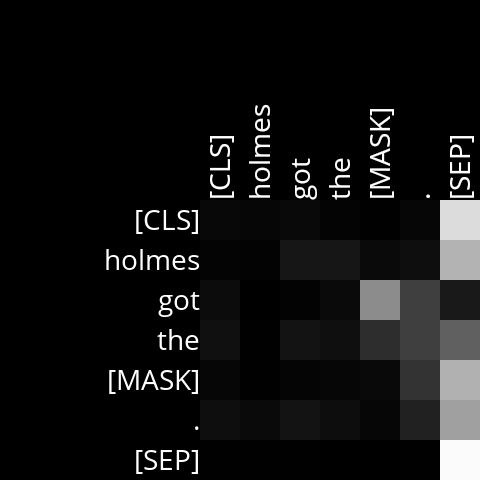 [CLS] holmes got the [MASK] . [SEP]
[CLS]
holmes
got
the
[MASK]
.
[SEP]